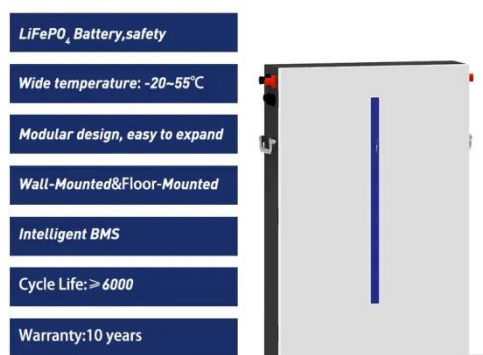 LiFePO₄ Battery,safety
Wide temperature: -20~55℃
Modular design, easy to expand
Wall-Mounted&Floor-Mounted
Intelligent BMS
Cycle Life:≥6000
Warranty:10 years